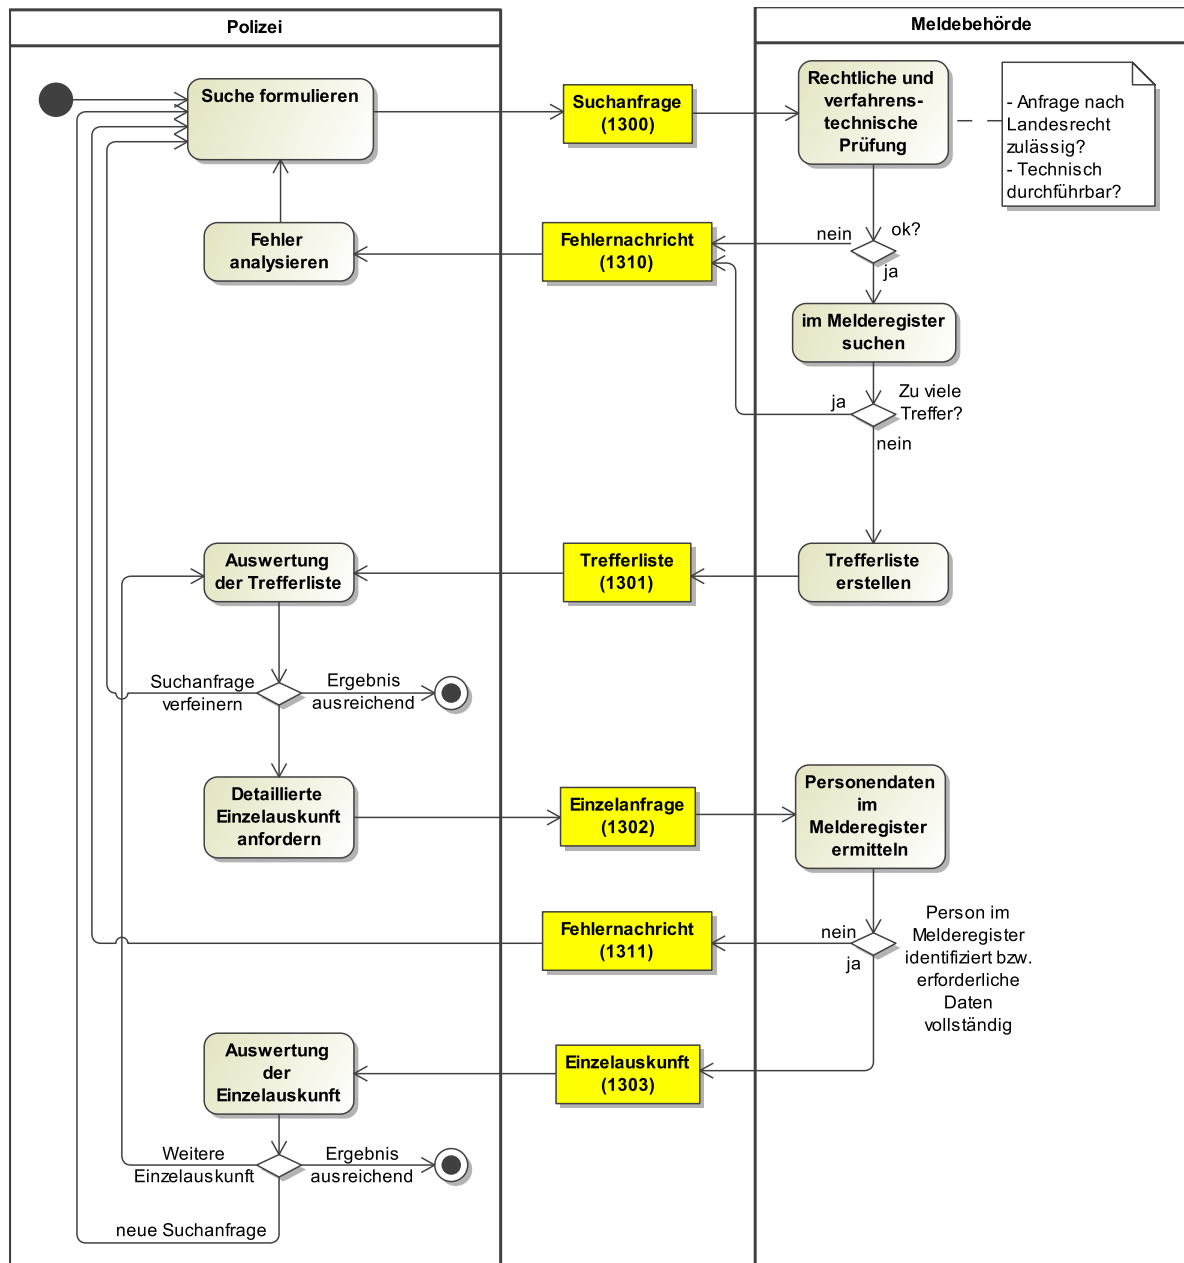 Polizei
Meldebehörde
Suche formulieren
Suchanfrage
(1300)
Rechtliche und
verfahrens-
technische
Prüfung
- Anfrage nach
Landesrecht
zulässig?
- Technisch
durchführbar?
Fehler
analysieren
Fehlernachricht
(1310)
nein
ok?
ja
im Melderegister
suchen
ja
Zu viele
Treffer?
nein
Auswertung
der Trefferliste
Trefferliste
(1301)
Trefferliste
erstellen
Suchanfrage
verfeinern
Ergebnis
ausreichend
Detaillierte
Einzelauskunft
anfordern
Einzelanfrage
(1302)
Personendaten
im
Melderegister
ermitteln
Fehlernachricht
(1311)
nein
ja
Person im
Melderegister
identifiziert bzw.
erforderliche
Daten
vollständig
Auswertung
der
Einzelauskunft
Einzelauskunft
(1303)
Weitere
Einzelauskunft
Ergebnis
ausreichend
neue Suchanfrage